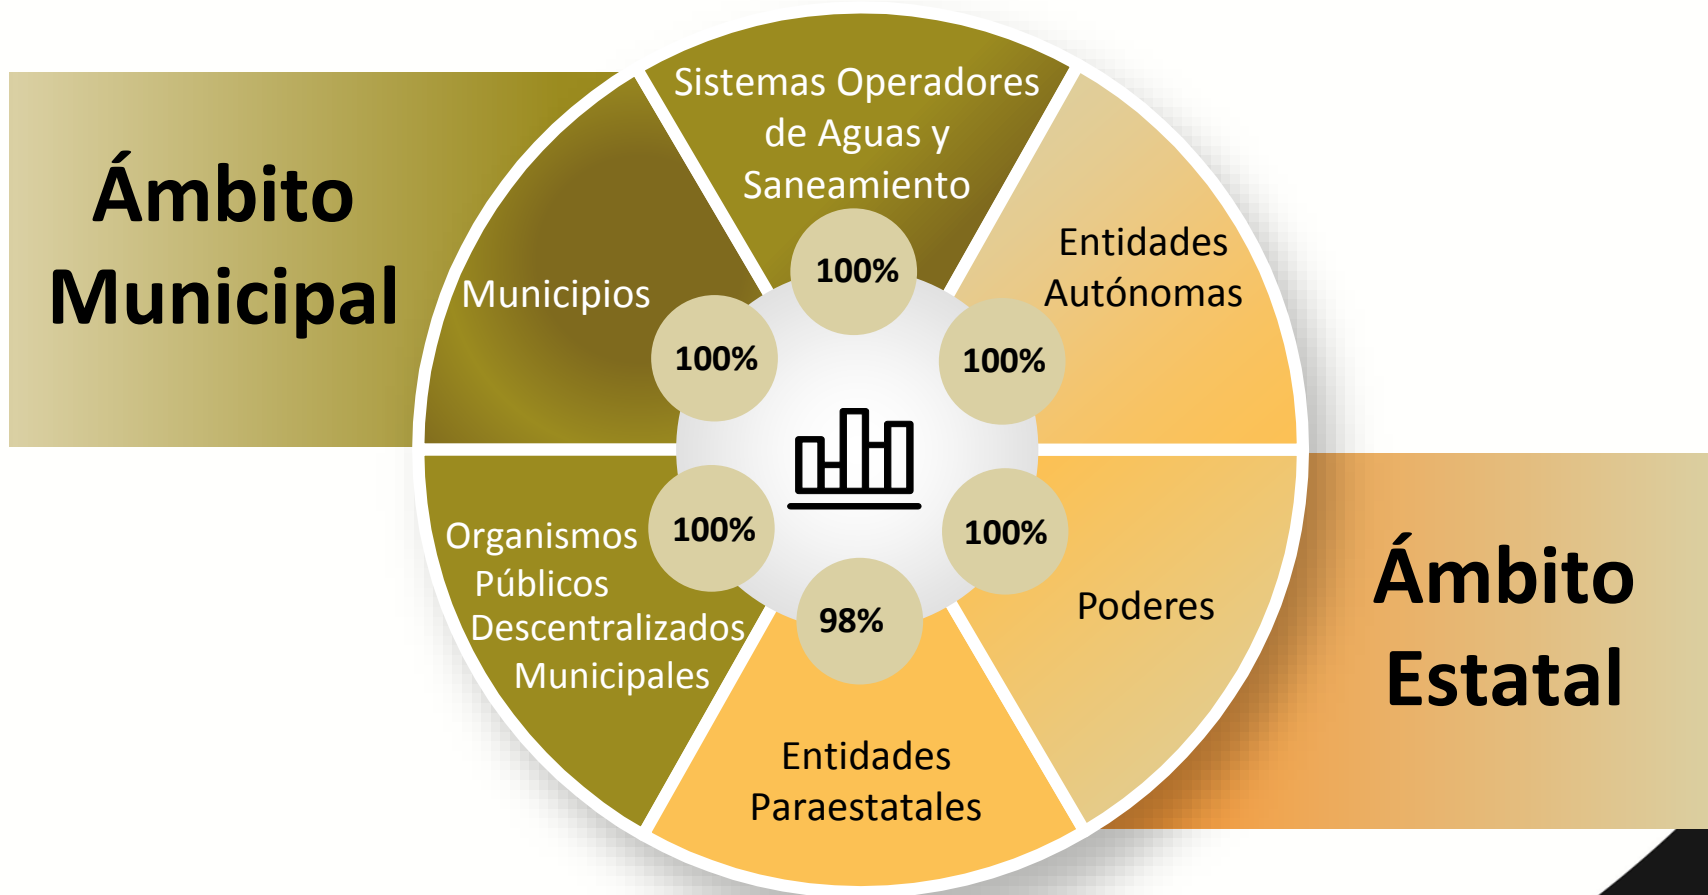 Ámbito
Municipal
Sistemas Operadores
de Aguas y
Saneamiento
100%
Entidades
Autónomas
100%
Municipios
100%
Organismos
Públicos
Descentralizados
Municipales
100%
Poderes
100%
Entidades
Paraestatales
98%
Ámbito
Estatal